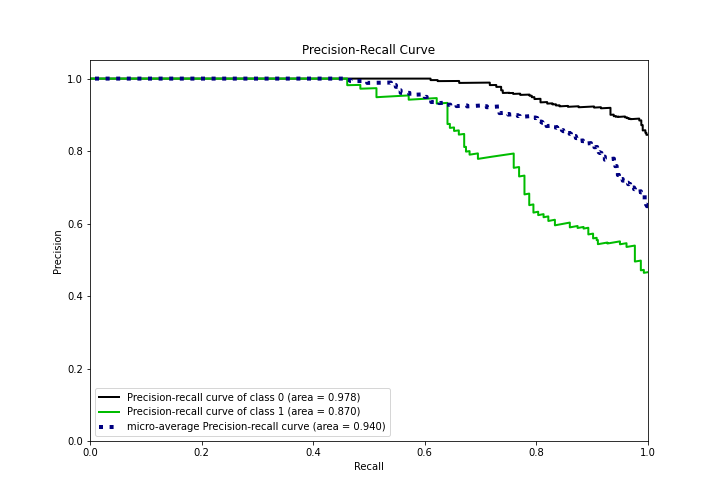 Precision-Recall Curve
1.0
0.8
0.6
0.4
0.2
0.0
Precision
Precision-recall curve of class 0 (area = 0.978)
Precision-recall curve of class 1 (area = 0.870)
micro-average Precision-recall curve (area = 0.940)
0.0 0.2 0.4 0.6 0.8 1.0
Recall